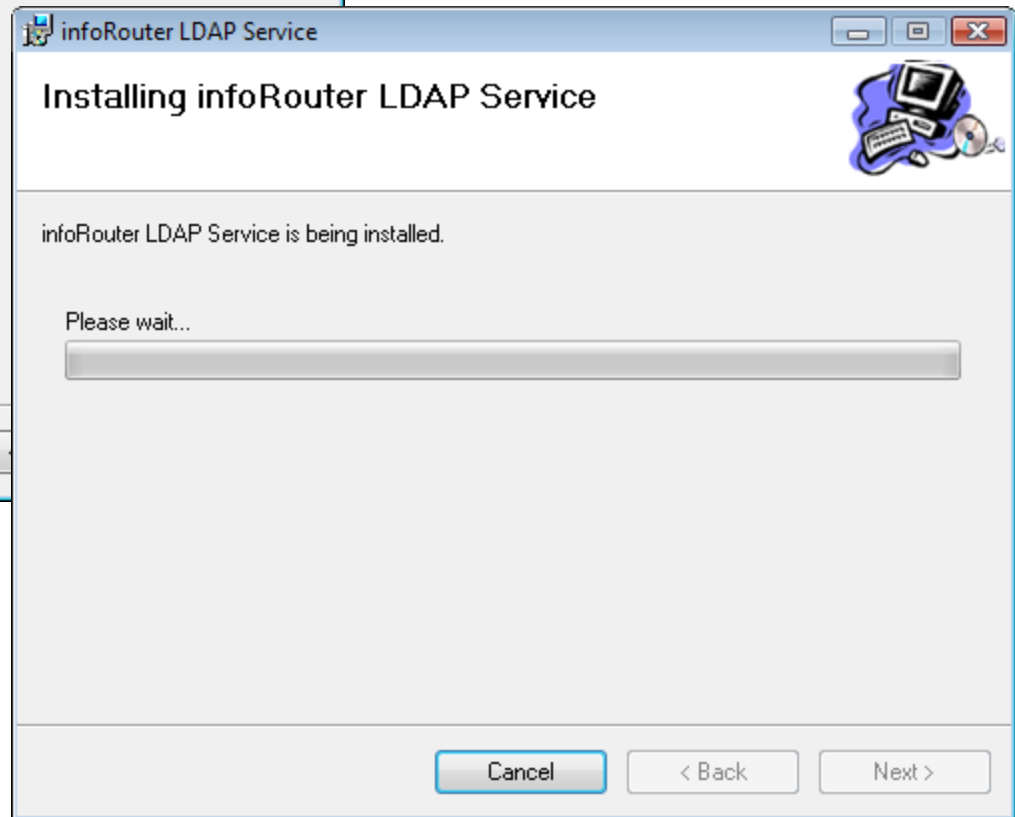 infoRouter LDAP Service
Installing infoRouter LDAP Service
infoRouter LDAP Service is being installed.
Please wait...
Cancel
< Back
Next >